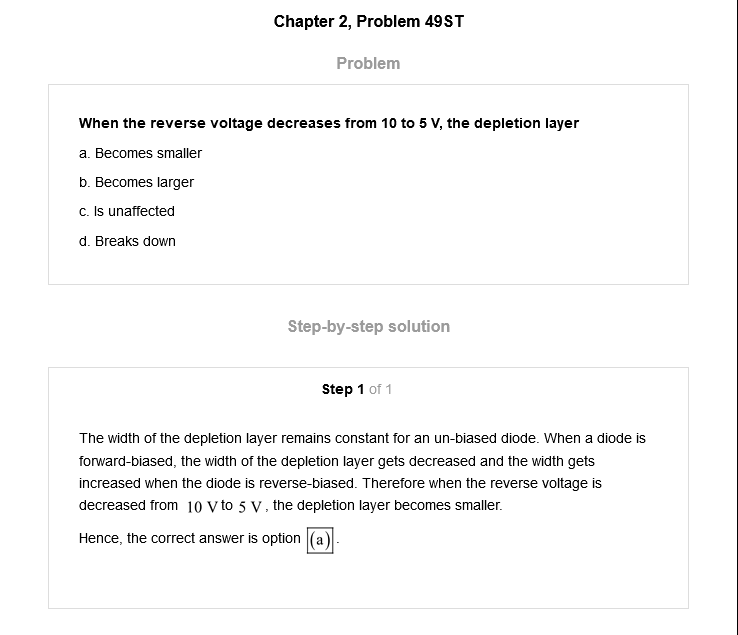 Chapter 2, Problem 49ST
Problem
When the reverse voltage decreases from 10 to 5 V, the depletion layer
a. Becomes smaller
b. Becomes larger
c. Is unaffected
d. Breaks down
Step-by-step solution
Step 1 of 1
The width of the depletion layer remains constant for an un-biased diode. When a diode is
forward-biased, the width of the depletion layer gets decreased and the width gets
increased when the diode is reverse-biased. Therefore when the reverse voltage is
decreased from 10 V to 5 V, the depletion layer becomes smaller.
Hence, the correct answer is option (a).